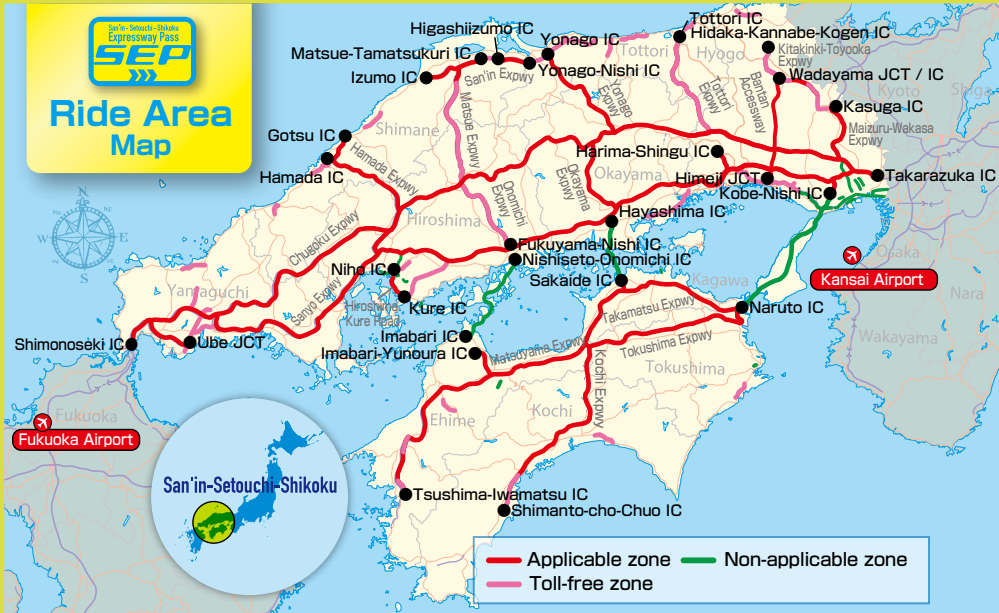 San'in-Setouchi-Shikoku
Expressway Pass
SEP
Ride Area
Map
Higashiizumo IC
Matsue-Tamatsukuri IC
Izumo IC
Yonago IC
Yonago-Nishi IC
San'in Expwy
Tottori IC
Hidaka-Kannabe-Kogen IC
Tottori
Hyogo
Kitakinki-Toyooka
Expwy
Wadayama JCT / IC
Kyoto
Shiga
Kasuga IC
Maizuru-Wakasa
Expwy
Bantan
Accessway
Tottori
Expwy
Yonago
Expwy
Matsue Expwy
Shimane
Gotsu IC
Hamada IC
Hamada Expwy
Harima-Shingu IC
Okayama
Okayama
Expwy
Himeji JCT
Kobe-Nishi IC
Takarazuka IC
Onomichi
Expwy
Hiroshima
Hayashima IC
Chugoku Expwy
Fukuyama-Nishi IC
Nishiseto-Onomichi IC
Osaka
Kansai Airport
Niho IC
Sakaide IC
Kagawa
Yamaguchi
Sanyo Expwy
Hiroshima
Kure Road
Kure IC
Takamatsu Expwy
Naruto IC
Nara
Wakayama
Shimonoseki IC
Ube JCT
Imabari IC
Imabari-Yunoura IC
Matsuyama Expwy
Tokushima Expwy
Kochi Expwy
Tokushima
Fukuoka
Fukuoka Airport
Ehime
Kochi
San'in-Setouchi-Shikoku
Tsushima-Iwamatsu IC
Shimanto-cho-Chuo IC
N
W
E
S
Applicable zone
Non-applicable zone
Toll-free zone